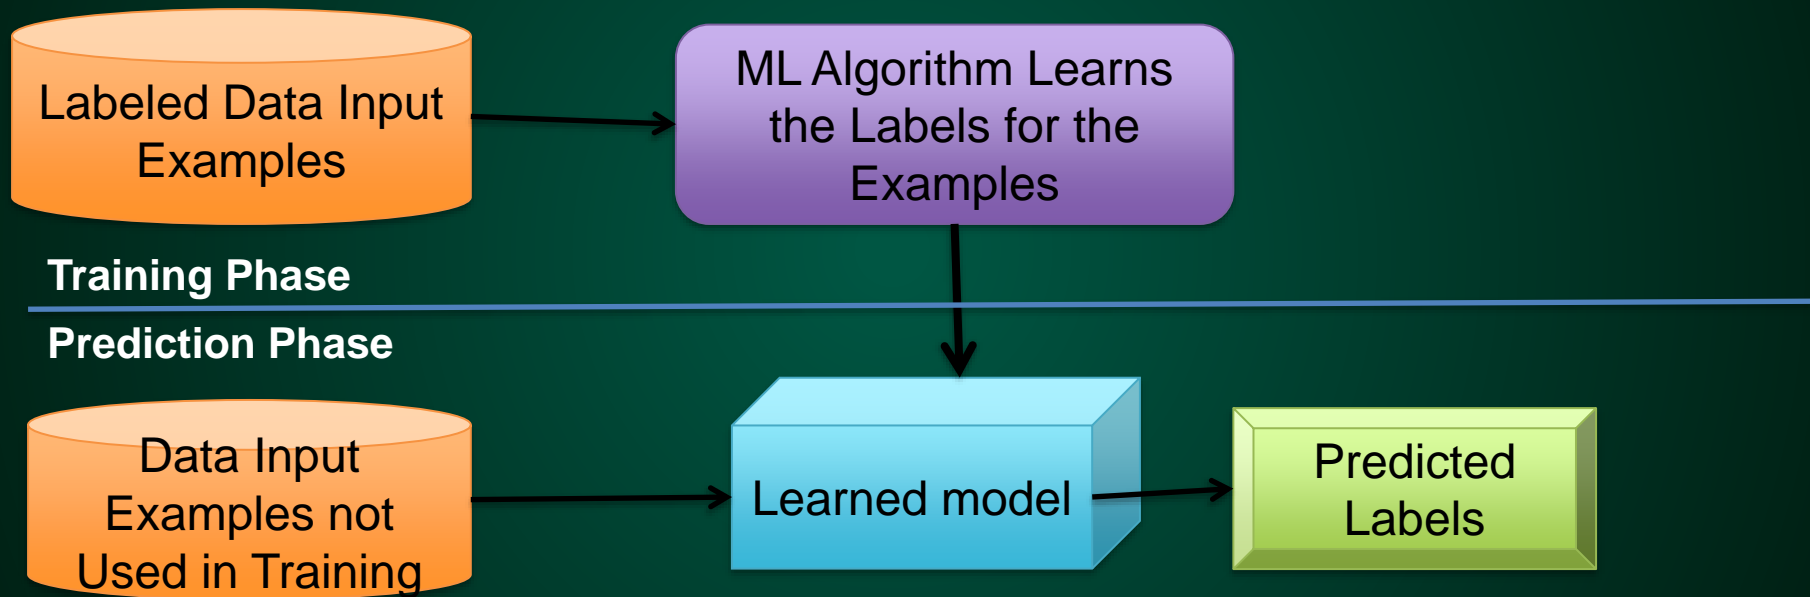 Labeled Data Input
Examples
ML Algorithm Learns
the Labels for the
Examples
Training Phase
Prediction Phase
Data Input
Examples not
Used in Training
Learned model
Predicted
Labels